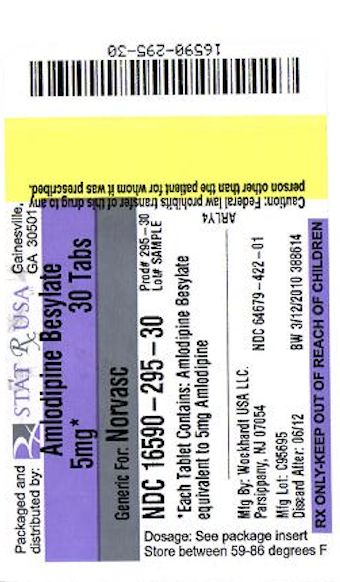 16590-295-30
Caution: Federal law prohibits transfer of this drug to any
person other than the patient for whom it was prescribed.
Packaged and
distributed by:
STAT Rx USA
Gainesville,
GA 30501
Amlodipine Besylate
5mg* 30 Tabs
ARLY4
Generic For: Norvasc
Prod# 295-30
Lot# SAMPLE
NDC 16590-295-30
*Each Tablet Contains: Amlodipine Besylate
equivalent to 5mg Amlodipine
Mfg By: Wockhardt USA LLC.
Parsippany, NJ 07054 NDC 64679-422-01
Mfg Lot: C95695
Discard After: 06/12 BW 3/12/2010 388614
RX ONLY-KEEP OUT OF REACH OF CHILDREN
Dosage: See package insert
Store between 59-86 degrees F